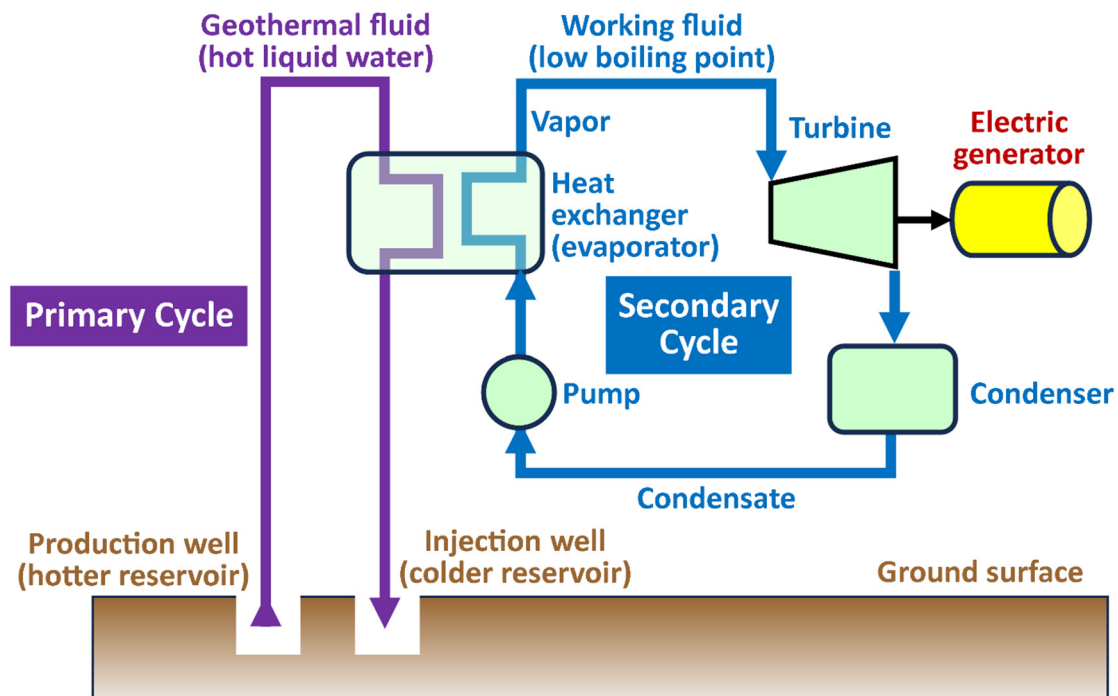 Geothermal fluid
(hot liquid water)
Working fluid
(low boiling point)
Vapor
Turbine
Electric
generator
Heat
exchanger
(evaporator)
Primary Cycle
Secondary
Cycle
Pump
Condenser
Condensate
Production well
(hotter reservoir)
Injection well
(colder reservoir)
Ground surface